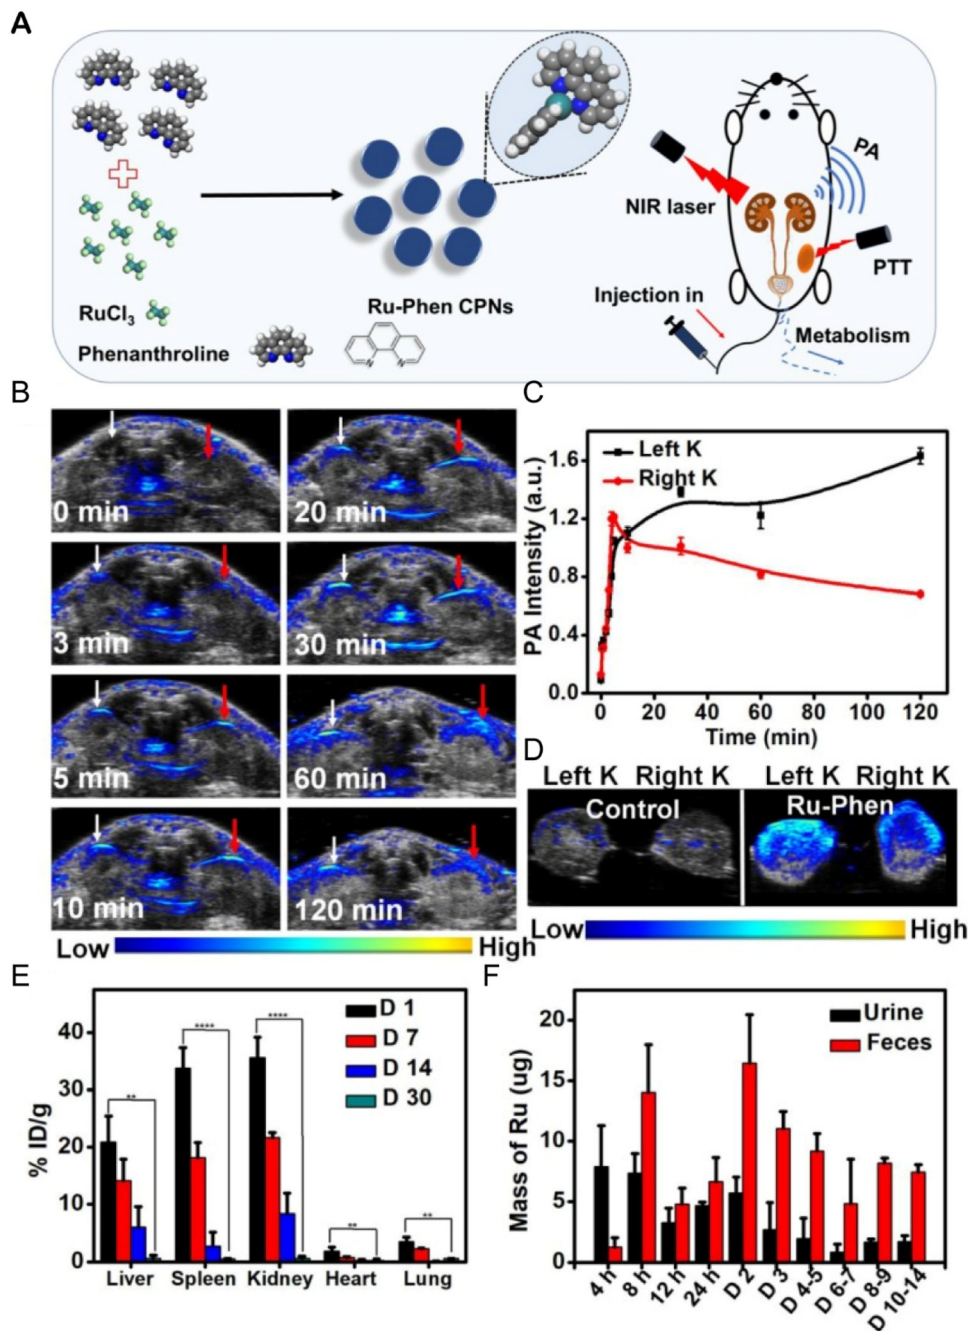 A
PA
NIR laser
PTT
Injection in
Metabolism
RuCl3
Ru-Phen CPNs
Phenanthroline
N N
B
0 min
20 min
3 min
30 min
5 min
60 min
10 min
120 min
Low High
C
Left K
Right K
PA Intensity (a.u.)
1.6
1.2
0.8
0.4
0.0
0 20 40 60 80 100 120
Time (min)
D
Left K Right K Left K Right K
Control Ru-Phen
Low High
E
D 1
D 7
D 14
D 30
% ID/g
40
30
20
10
0
** **** **** ** **
Liver Spleen Kidney Heart Lung
F
Urine
Feces
Mass of Ru (ug)
20
15
10
5
0
4 h 8 h 12 h 24 h D 2 D 3 D 4-5 D 6-7 D 8-9 D 10-14